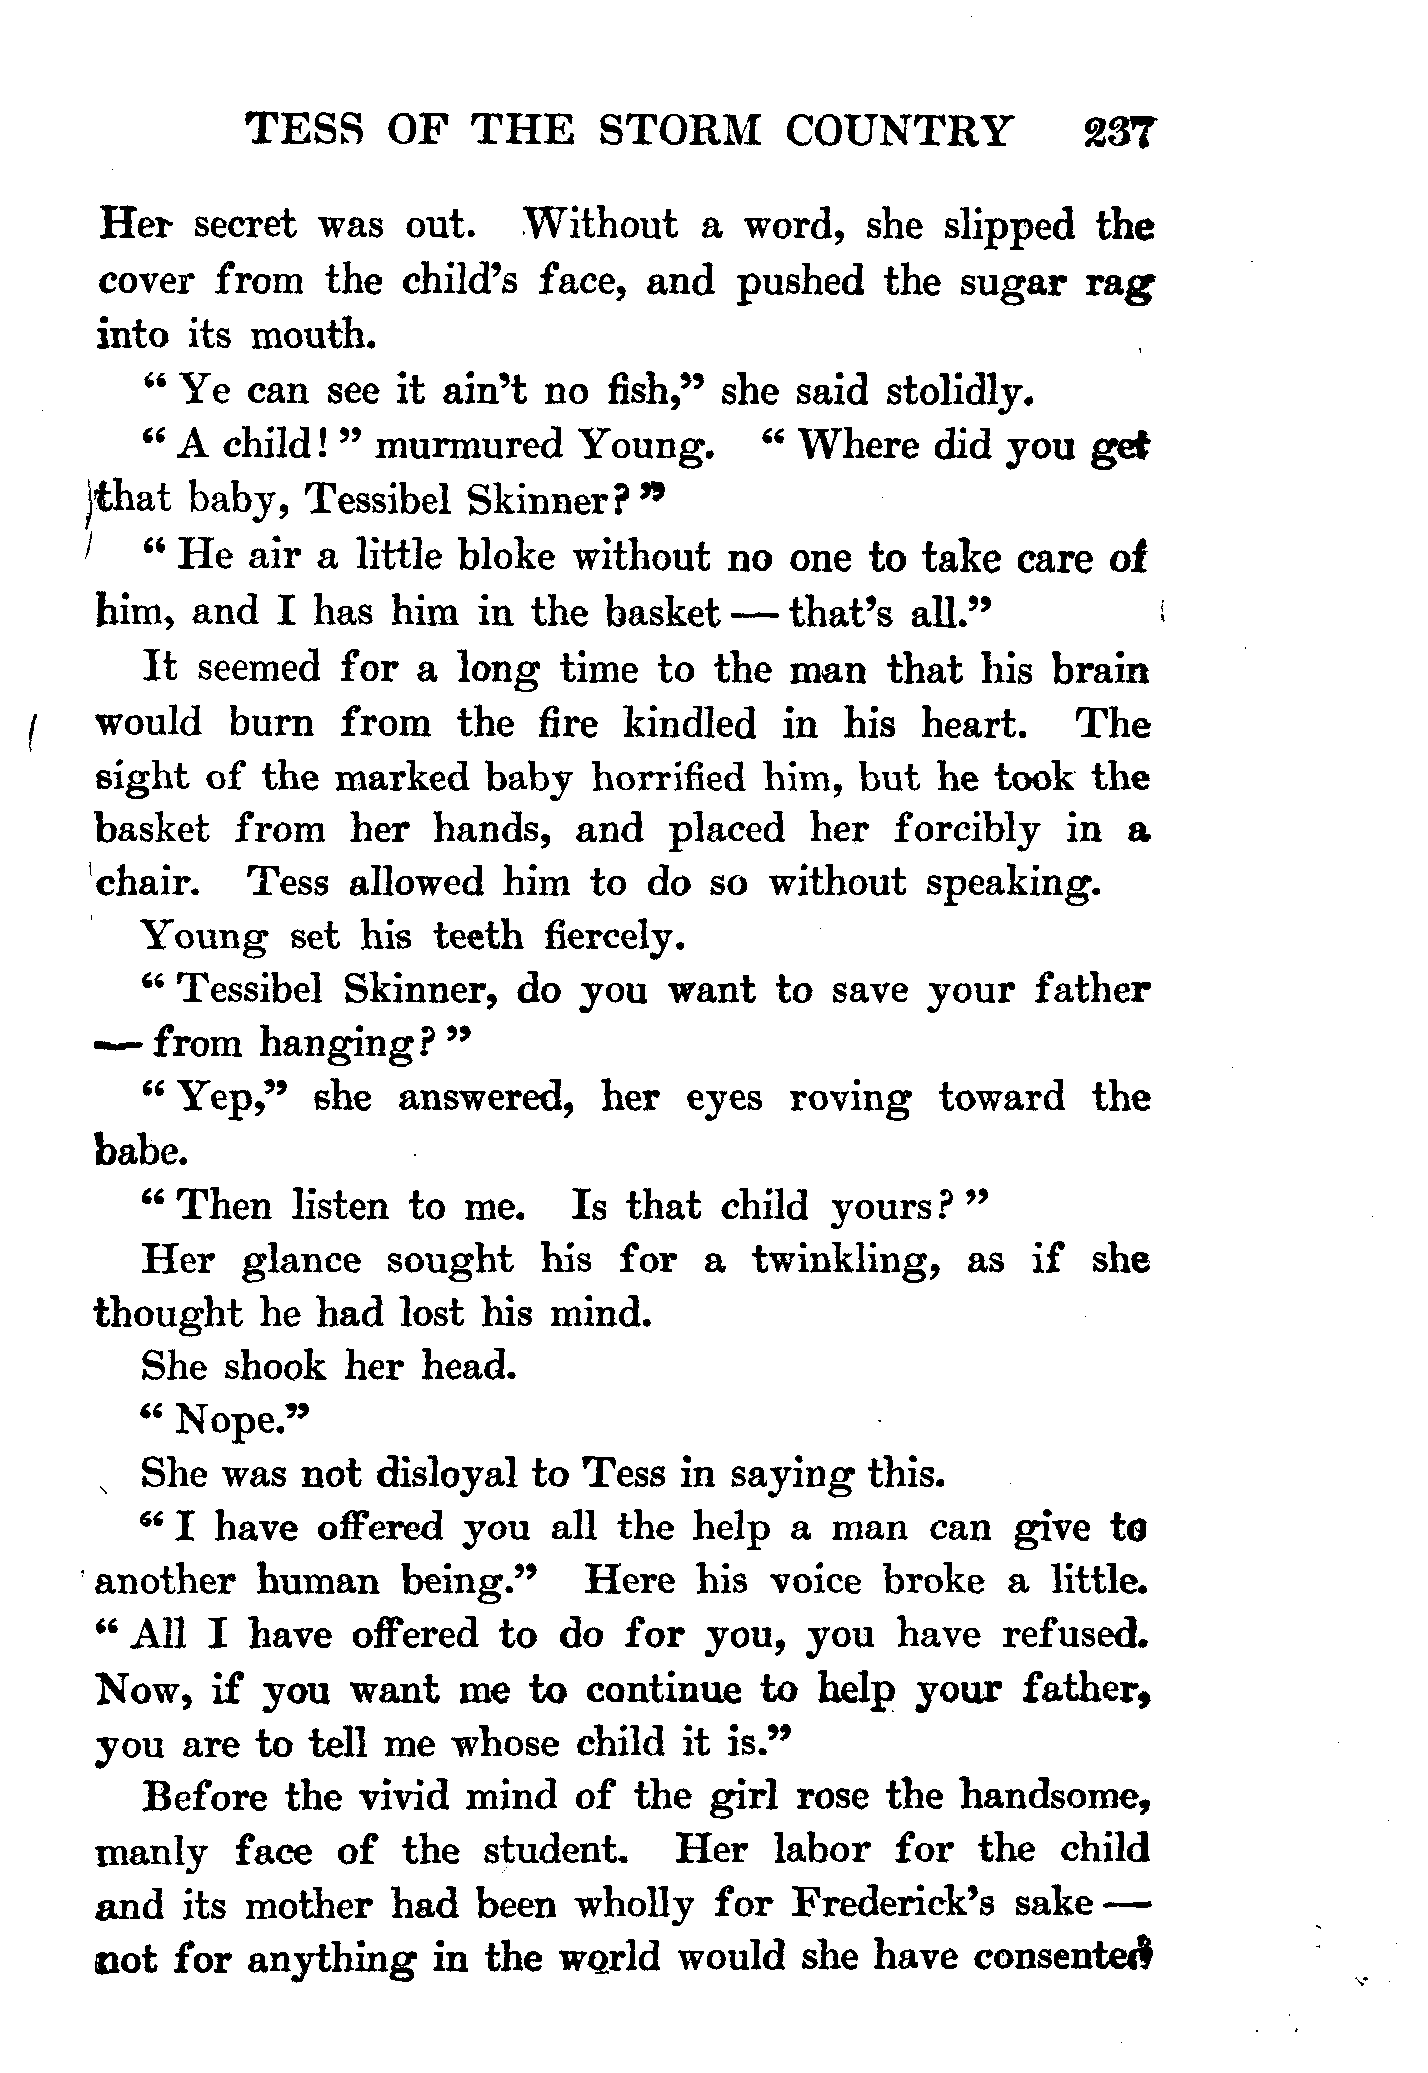 TESS OF THE STORM COUNTRY 237
Her secret was out. Without a word, she slipped the
cover from the child's face, and pushed the sugar rag
into its mouth.
" Ye can see it ain't no fish," she said stolidly.
" A child! " murmured Young. " Where did you get
that baby, Tessibel Skinner? "
" He air a little bloke without no one to take care of
him, and I has him in the basket — that's all."
It seemed for a long time to the man that his brain
would burn from the fire kindled in his heart. The
sight of the marked baby horrified him, but he took the
basket from her hands, and placed her forcibly in a
chair. Tess allowed him to do so without speaking.
Young set his teeth fiercely.
" Tessibel Skinner, do you want to save your father
— from hanging? "
" Yep," she answered, her eyes roving toward the
babe.
" Then listen to me. Is that child yours? "
Her glance sought his for a twinkling, as if she
thought he had lost his mind.
She shook her head.
" Nope."
She was not disloyal to Tess in saying this.
" I have offered you all the help a man can give to
another human being." Here his voice broke a little.
" All I have offered to do for you, you have refused.
Now, if you want me to continue to help your father,
you are to tell me whose child it is."
Before the vivid mind of the girl rose the handsome,
manly face of the student. Her labor for the child
and its mother had been wholly for Frederick's sake —
not for anything in the world would she have consented